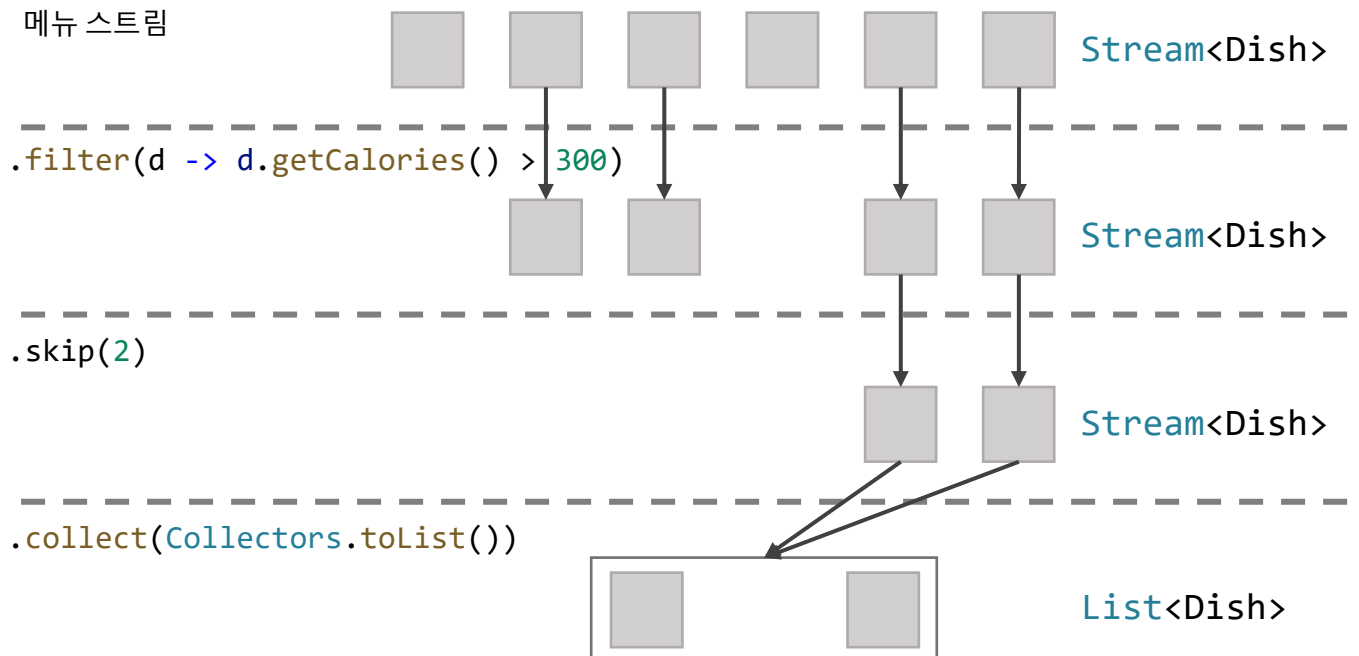 메뉴 스트림
Stream<Dish>
.filter(d -> d.getCalories() > 300)
Stream<Dish>
.skip(2)
Stream<Dish>
.collect(Collectors.toList())
List<Dish>